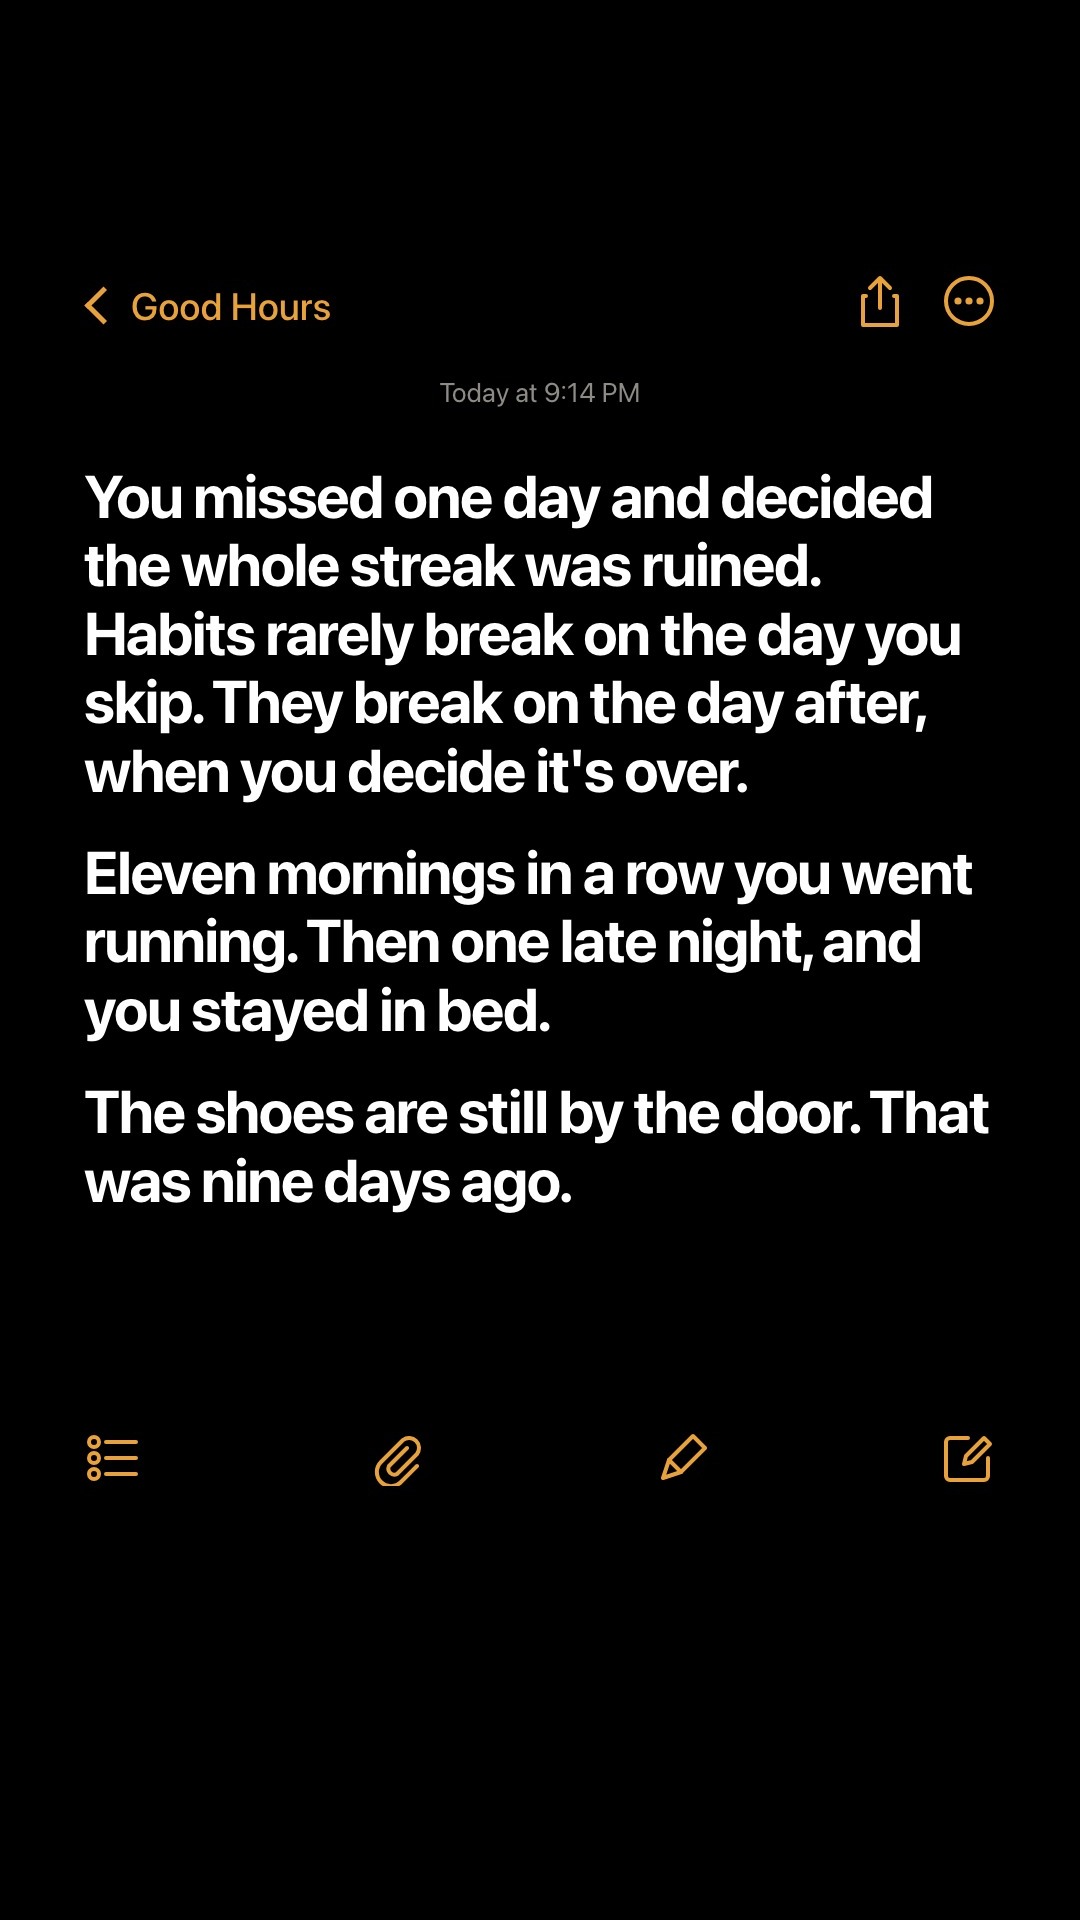 Good Hours
Today at 9:14 PM
You missed one day and decided
the whole streak was ruined.
Habits rarely break on the day you
skip. They break on the day after,
when you decide it's over.
Eleven mornings in a row you went
running. Then one late night, and
you stayed in bed.
The shoes are still by the door. That
was nine days ago.